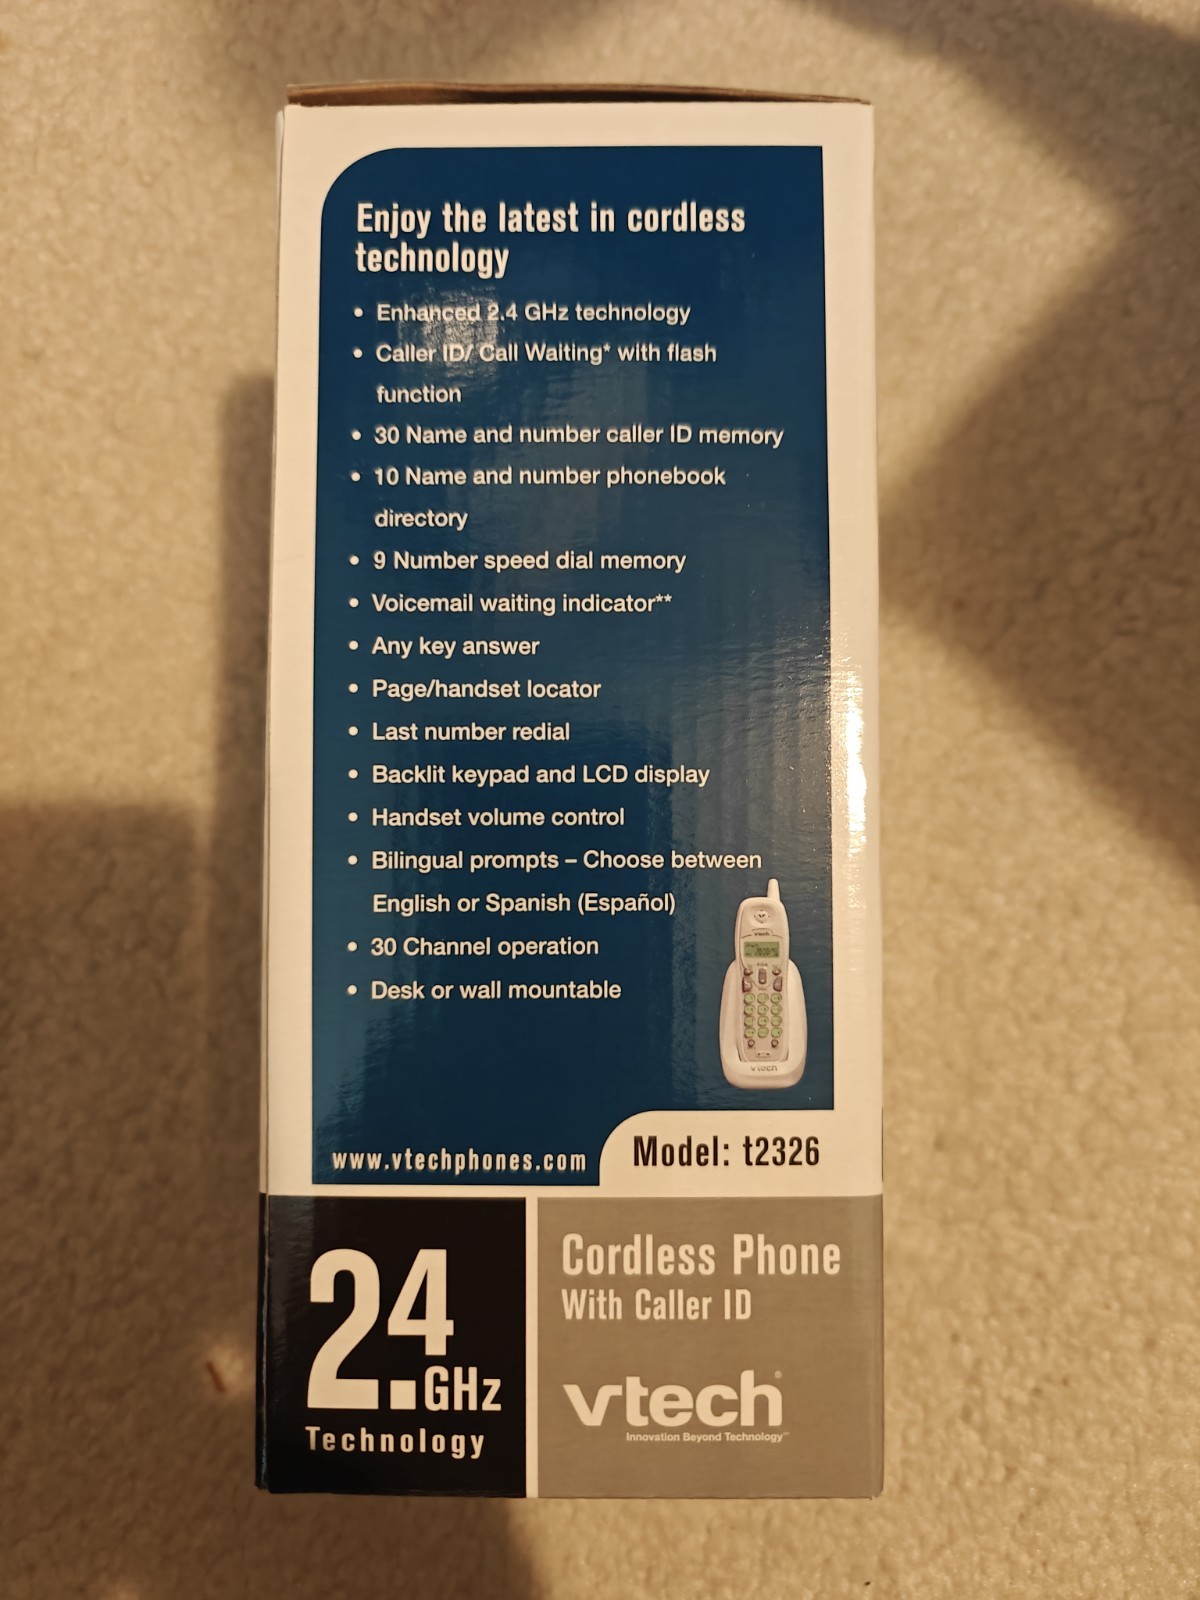 Enjoy the latest in cordless
technology
• Enhanced 2.4 GHz technology
• Caller ID/ Call Waiting* with flash
function
• 30 Name and number caller ID memory
• 10 Name and number phonebook
directory
• 9 Number speed dial memory
• Voicemail waiting indicator**
• Any key answer
• Page/handset locator
• Last number redial
• Backlit keypad and LCD display
• Handset volume control
• Bilingual prompts – Choose between
English or Spanish (Español)
• 30 Channel operation
• Desk or wall mountable
vtech
vtech
www.vtechphones.com
Model: t2326
2.4 GHz
Technology
Cordless Phone
With Caller ID
vtech®
Innovation Beyond Technology™